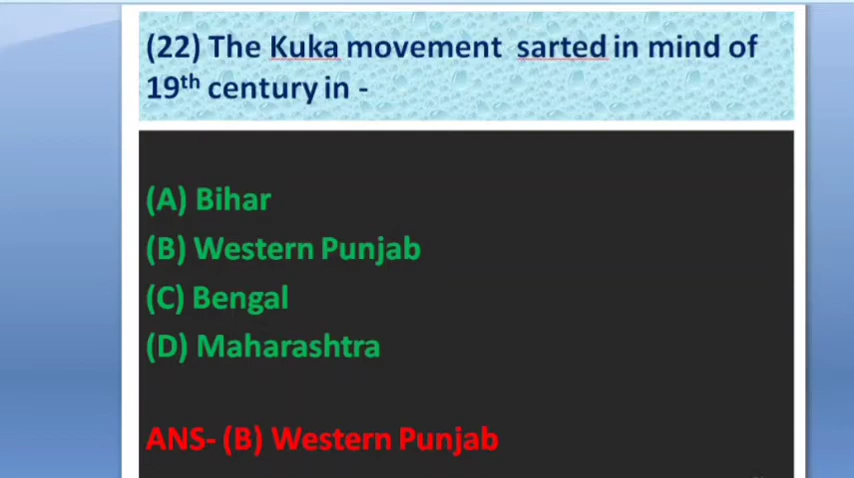 (22) The Kuka movement sarted in mind of
19th century in -
(A) Bihar
(B) Western Punjab
(C) Bengal
(D) Maharashtra
ANS- (B) Western Punjab